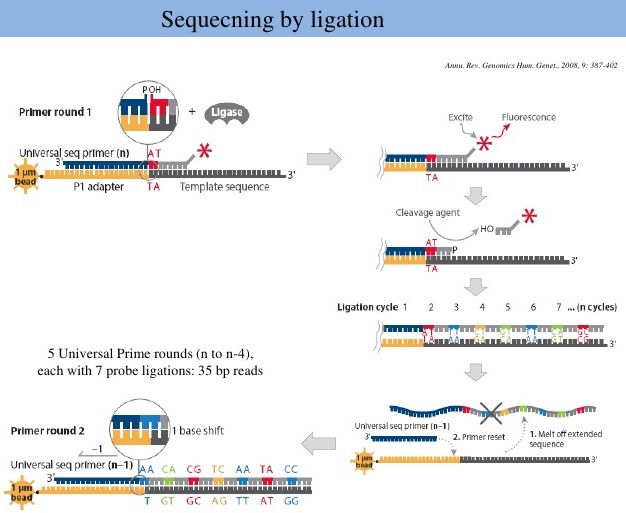 Sequecning by ligation
Annu. Rev. Genomics Hum. Genet., 2008, 9: 387-402
P OH
Primer round 1
+
Ligase
Universal seq primer (n)
3'
AT
1 µm
bead
P1 adapter
TA
Template sequence
3'
Excite
Fluorescence
TA
3'
Cleavage agent
HO
AT
P
TA
3'
Ligation cycle 1 2 3 4 5 6 7 ... (n cycles)
3'
5 Universal Prime rounds (n to n-4),
each with 7 probe ligations: 35 bp reads
Universal seq primer (n−1)
3'
2. Primer reset
1. Melt off extended
sequence
1 µm
bead
3'
Primer round 2
1 base shift
−1
Universal seq primer (n−1)
3'
AA CA CG TC AA TA CC
1 µm
bead
T GT GC AG TT AT GG